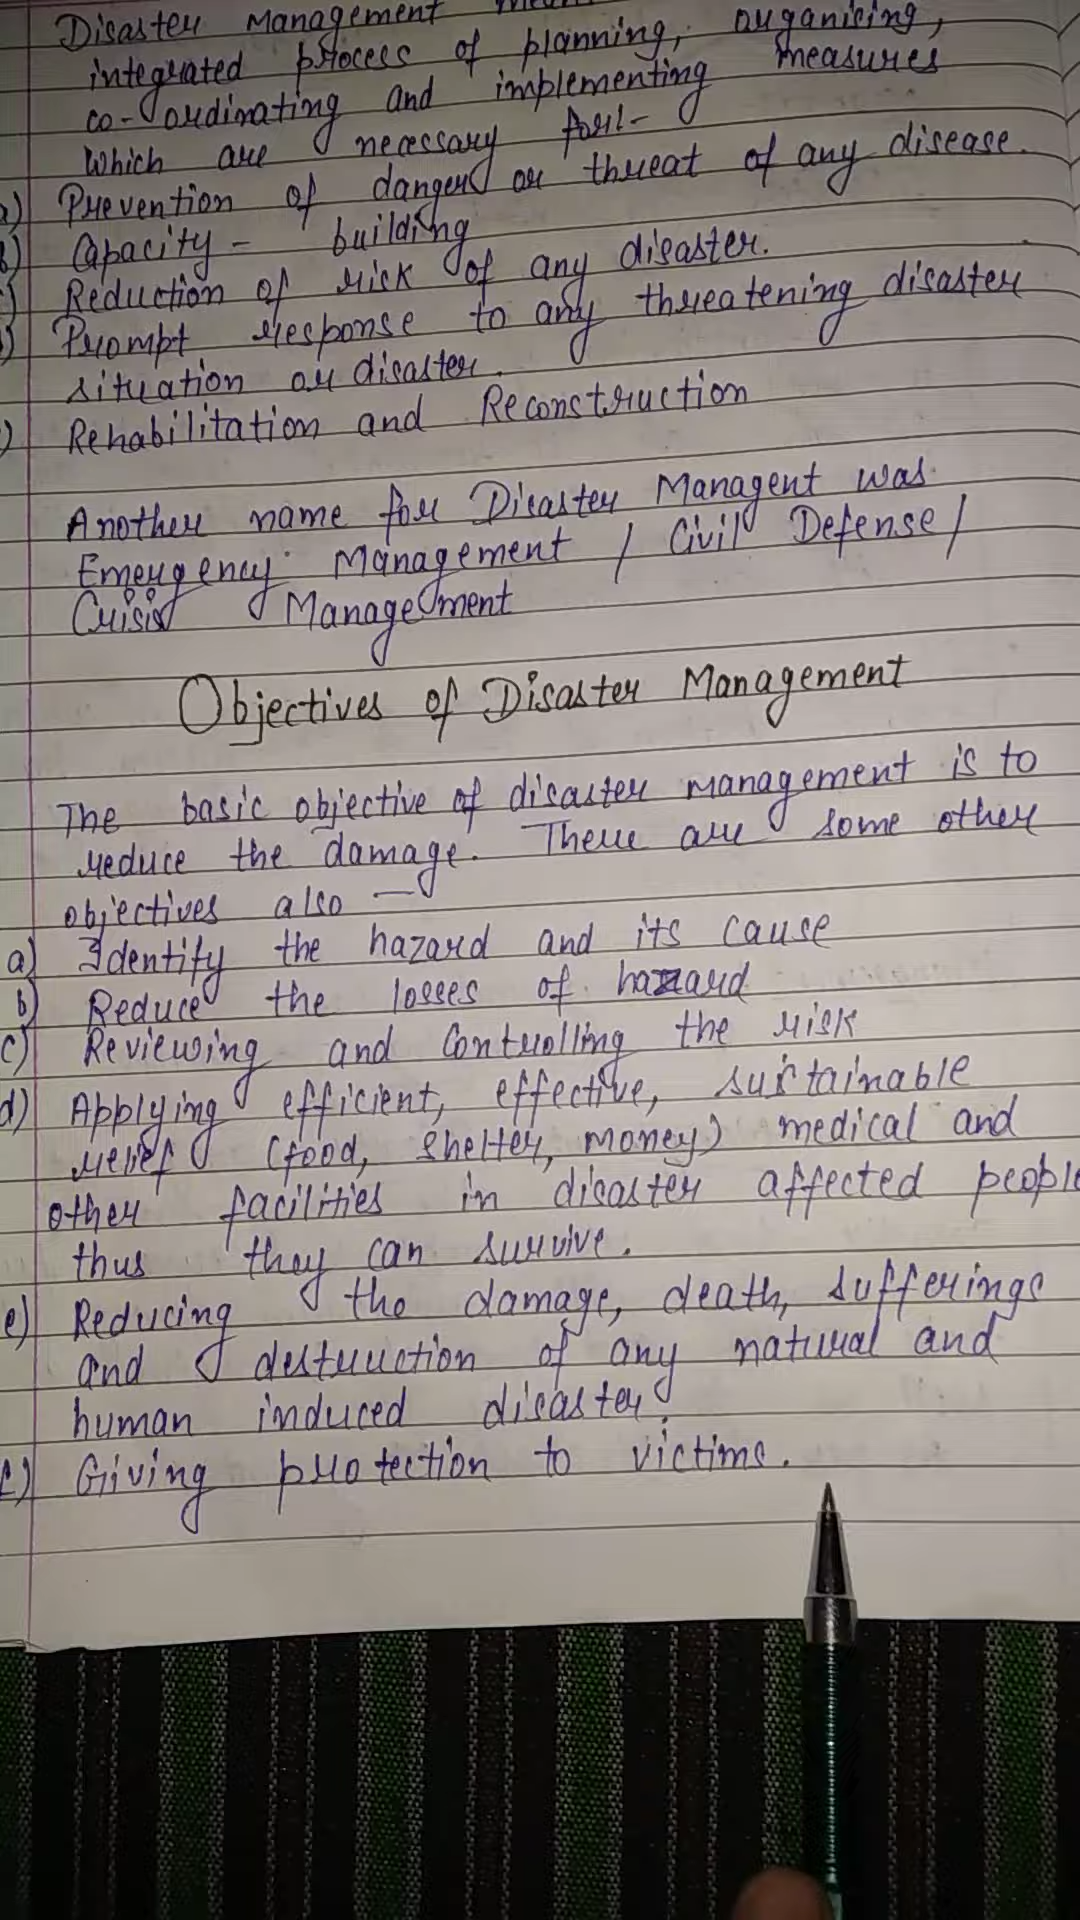 Disaster Management
integrated process of planning, organising,
co-ordinating and implementing measures
which are necessary for:-
a) Prevention of danger or threat of any disease.
b) Capacity - building
c) Reduction of risk of any disaster.
d) Prompt response to any threatening disaster
situation or disaster.
e) Rehabilitation and Reconstruction
Another name for Disaster Managent was
Emergency Management / Civil Defense /
Crisis Management
Objectives of Disaster Management
The basic objective of disaster management is to
reduce the damage. There are some other
objectives also —
a) Identify the hazard and its cause
b) Reduce the losses of hazard
c) Reviewing and Controlling the risk
d) Applying efficient, effective, sustainable
relief (food, shelter, money) medical and
other facilities in disaster affected people
thus they can survive.
e) Reducing the damage, death, sufferings
and destruction of any natural and
human induced disaster.
f) Giving protection to victims.